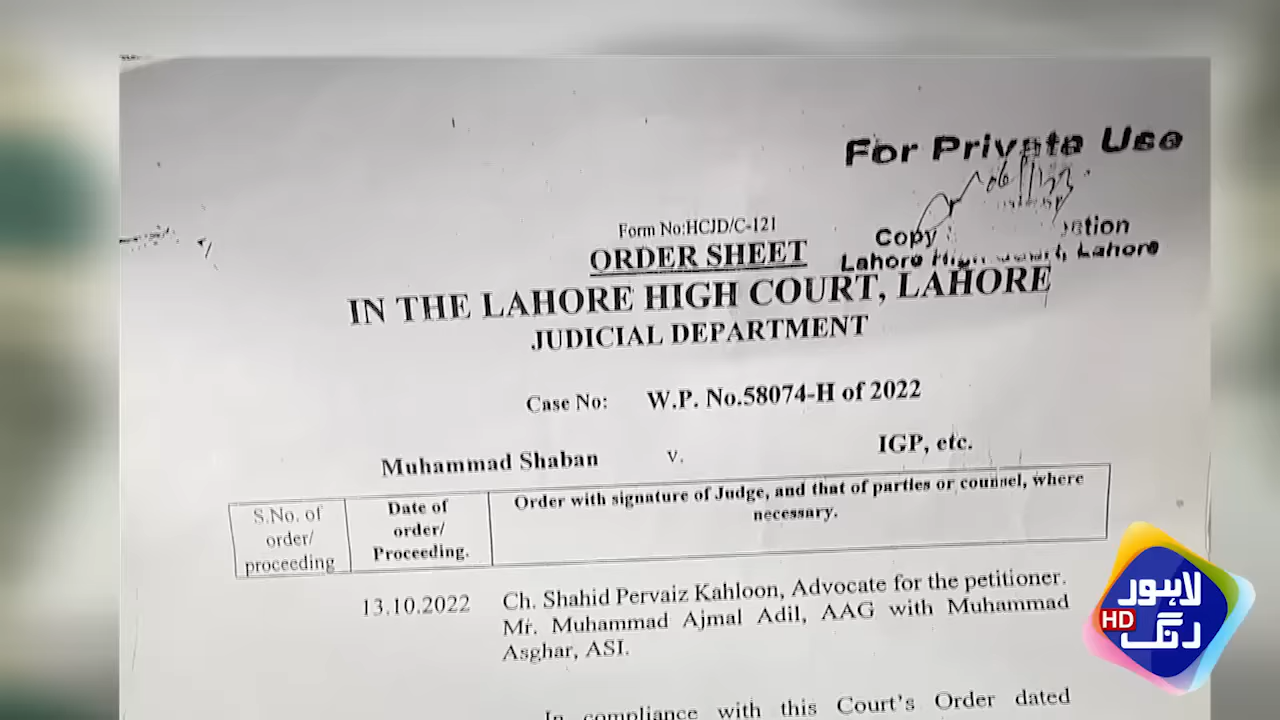 For Private Use
Form No:HCJD/C-121
Copy
ORDER SHEET
Lahore High Court, Lahore
IN THE LAHORE HIGH COURT, LAHORE
JUDICIAL DEPARTMENT
Case No: W.P. No.58074-H of 2022
Muhammad Shaban v. IGP, etc.
S.No. of order/ proceeding
Date of order/ Proceeding.
Order with signature of Judge, and that of parties or counsel, where necessary.
13.10.2022
Ch. Shahid Pervaiz Kahloon, Advocate for the petitioner.
Mr. Muhammad Ajmal Adil, AAG with Muhammad
Asghar, ASI.
In compliance with this Court's Order dated
لاہور
HD
رنگ